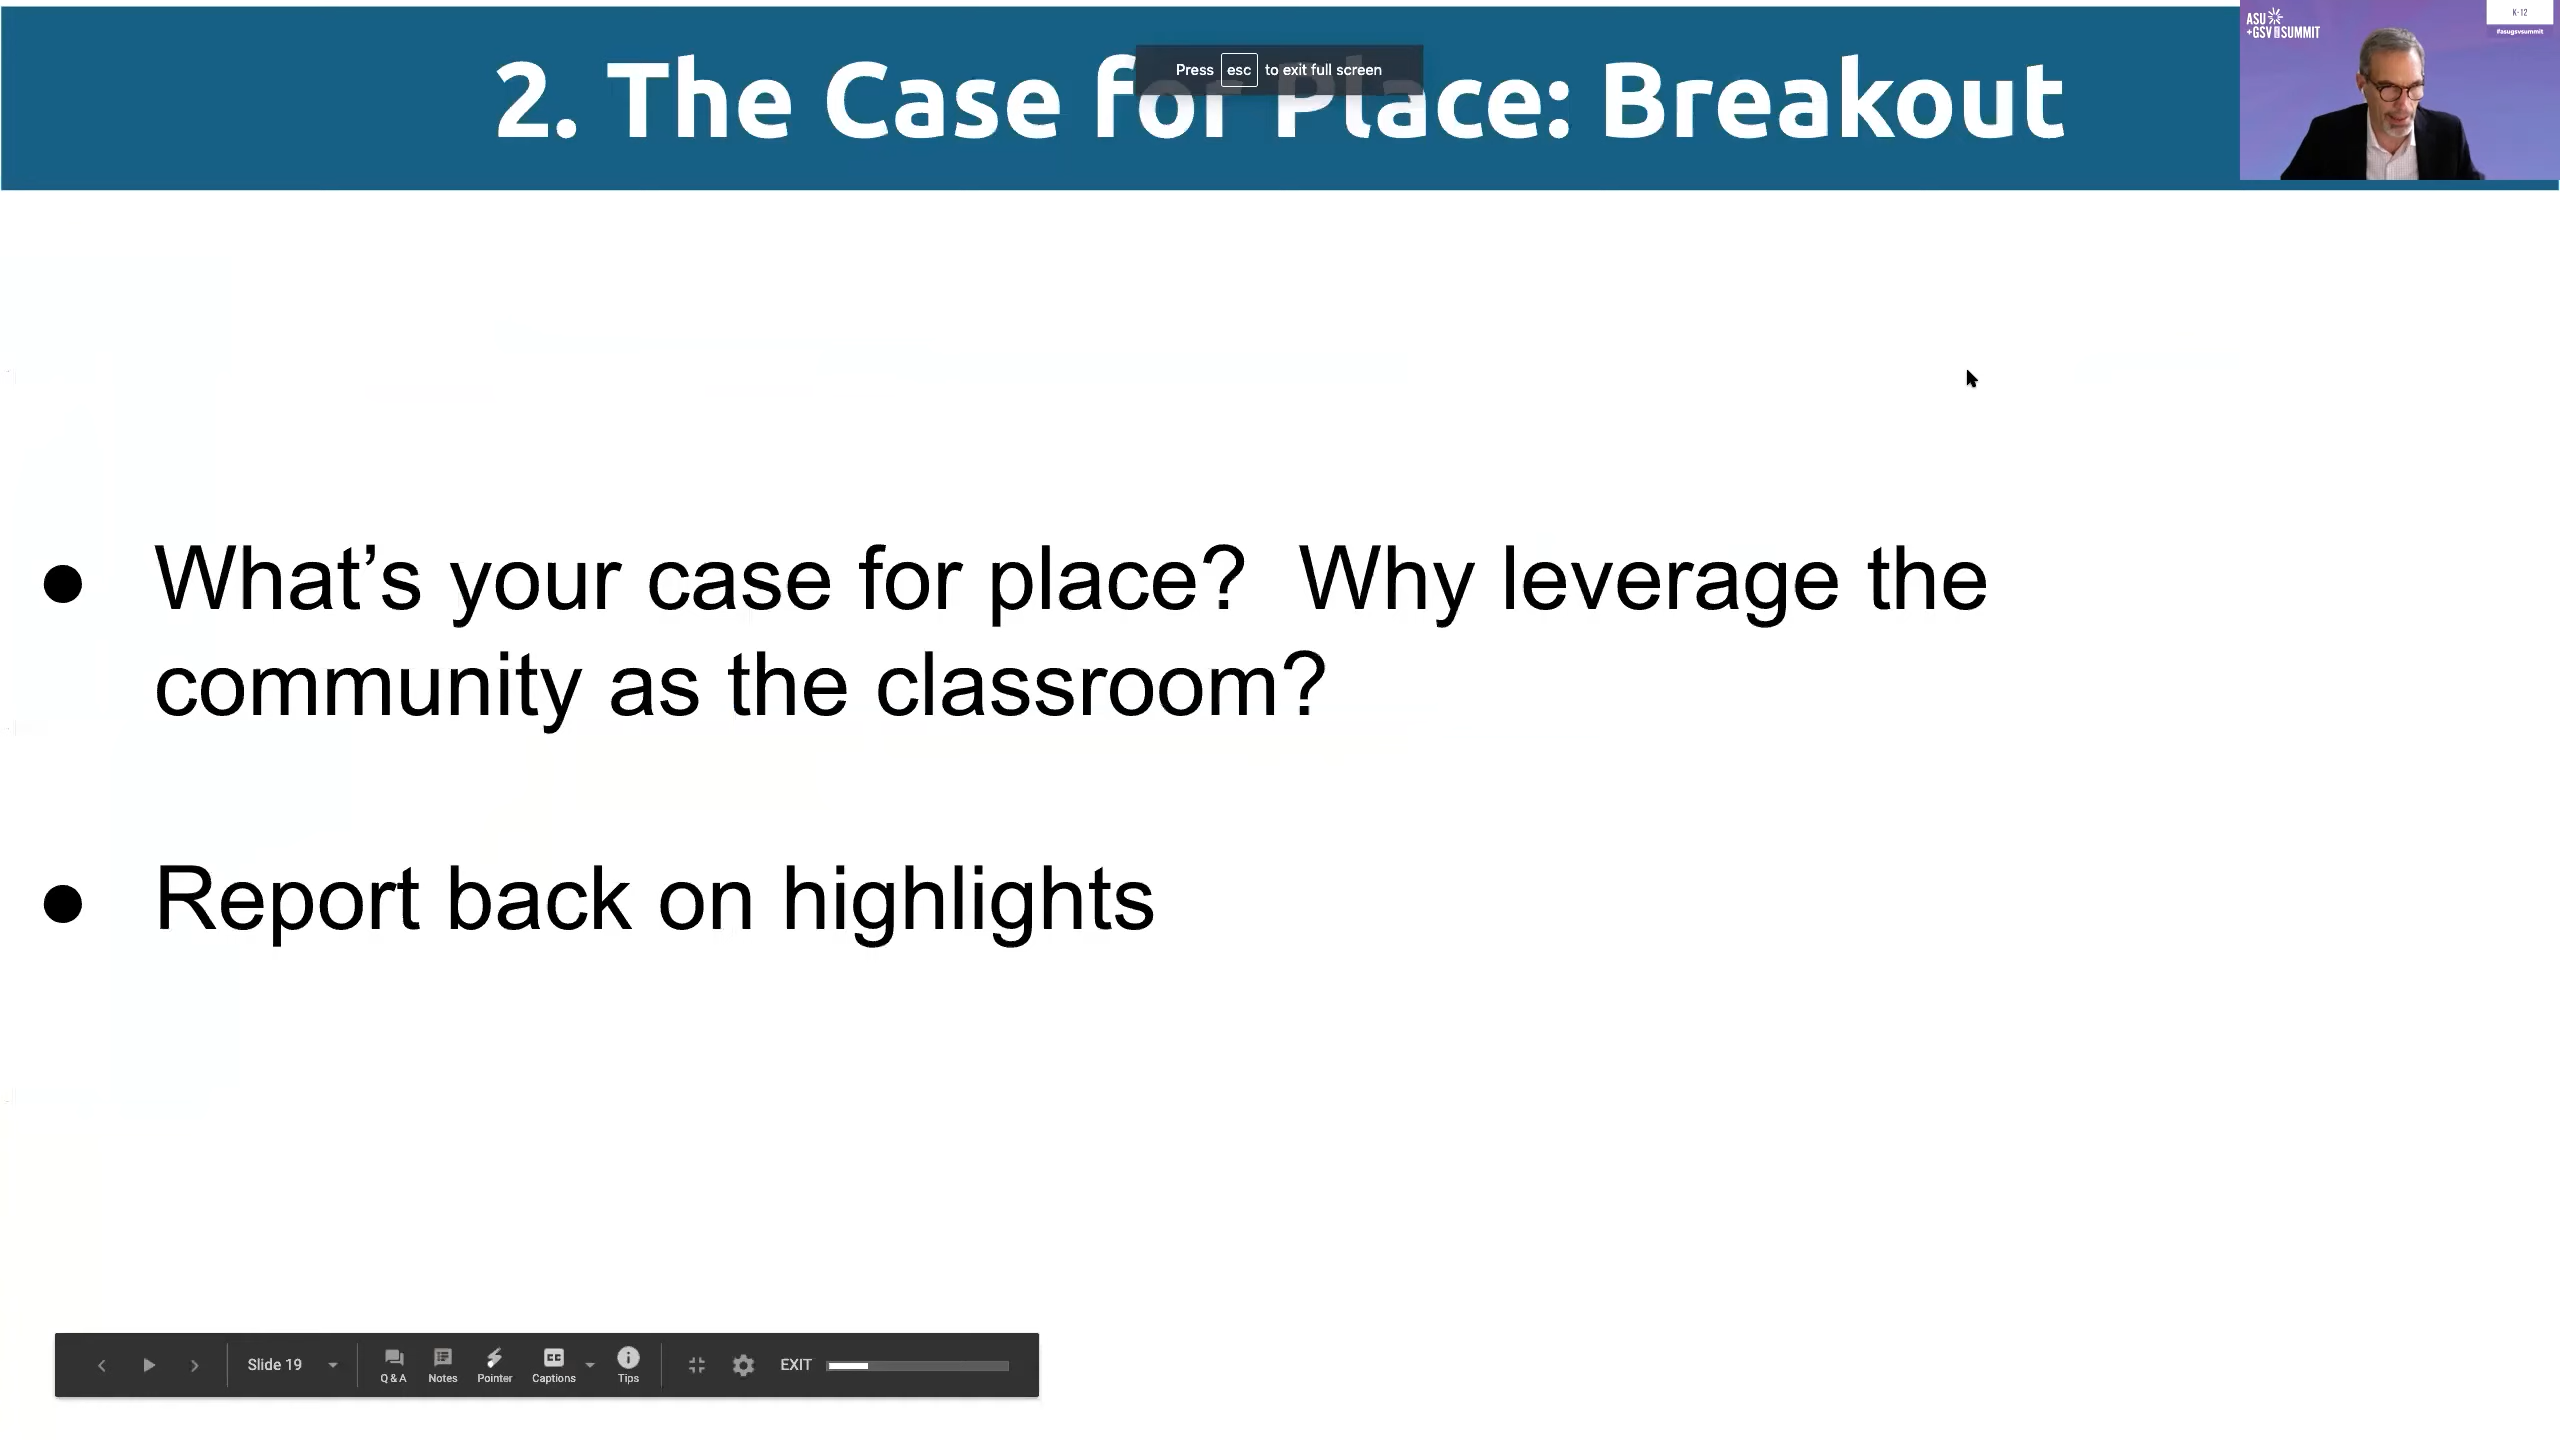 2. The Case for Place: Breakout
Press esc to exit full screen
ASU
+GSV SUMMIT
K-12
#asugsvsummit
● What’s your case for place?  Why leverage the
community as the classroom?
● Report back on highlights
Slide 19
Q & A
Notes
Pointer
CC
Captions
Tips
EXIT